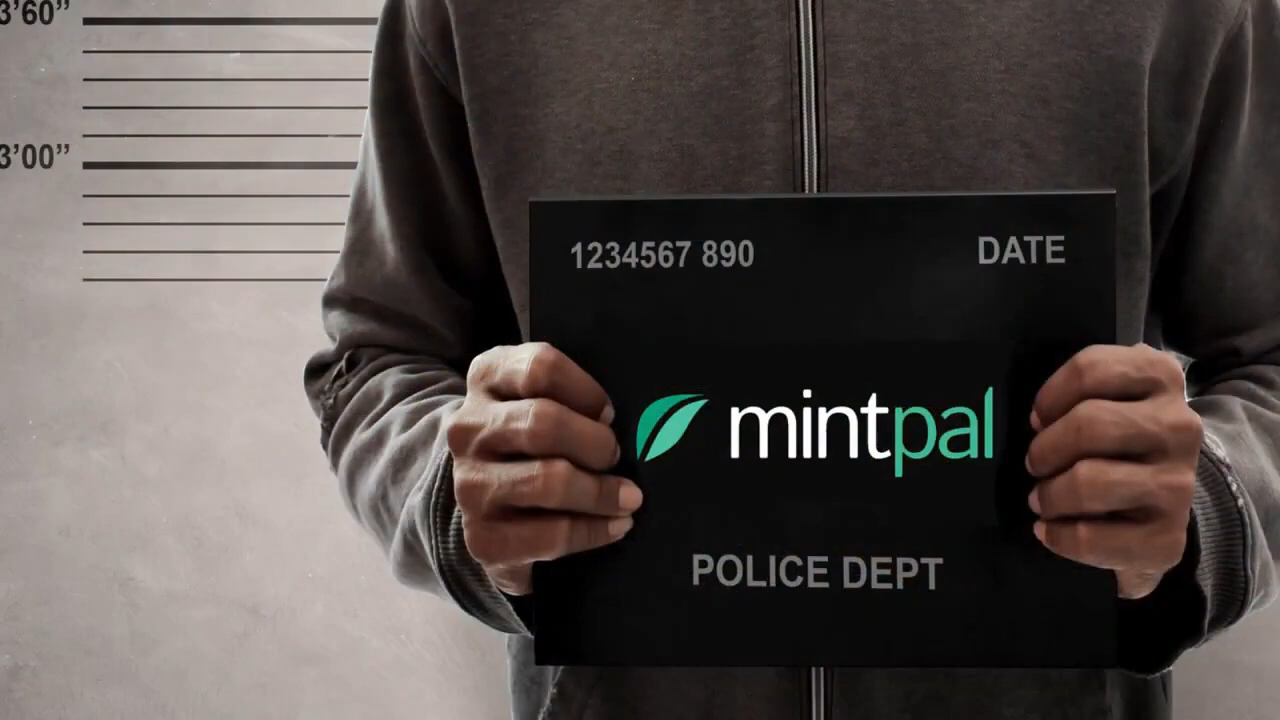 3'60"
3'00"
1234567 890
DATE
mintpal
POLICE DEPT